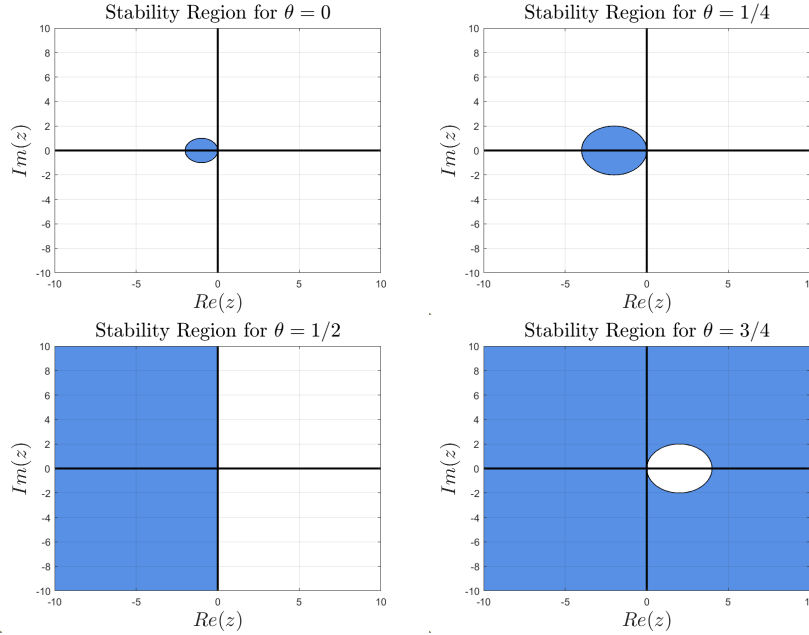 Stability Region for θ = 0
10
8
6
4
2
0
-2
-4
-6
-8
-10
-10 -5 0 5 10
Re(z)
Im(z)
Stability Region for θ = 1/4
10
8
6
4
2
0
-2
-4
-6
-8
-10
-10 -5 0 5 10
Re(z)
Im(z)
Stability Region for θ = 1/2
10
8
6
4
2
0
-2
-4
-6
-8
-10
-10 -5 0 5 10
Re(z)
Im(z)
Stability Region for θ = 3/4
10
8
6
4
2
0
-2
-4
-6
-8
-10
-10 -5 0 5 10
Re(z)
Im(z)